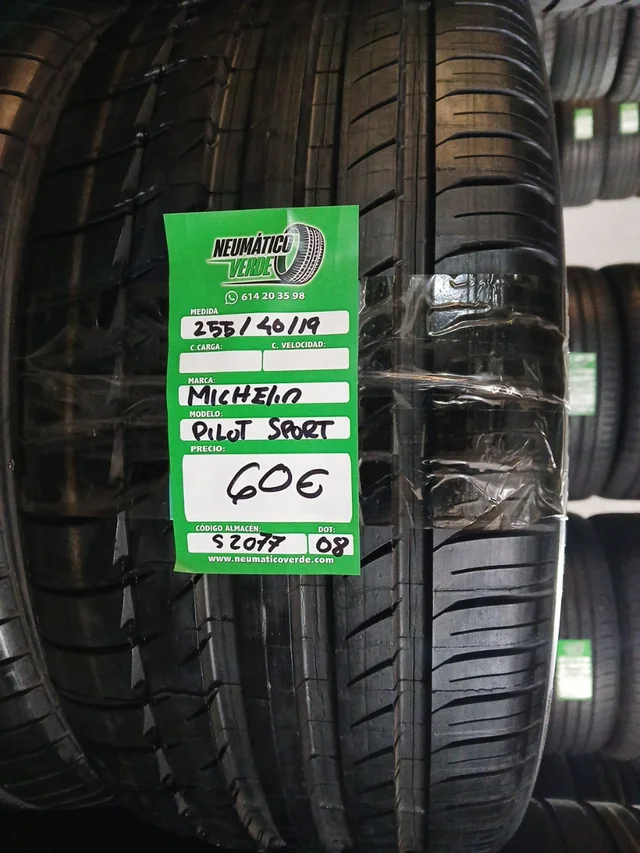 NEUMÁTICO
VERDE
614 20 35 98
MEDIDA
255/40/19
C.CARGA: C. VELOCIDAD:
MARCA:
MICHELIN
MODELO:
PILOT SPORT
PRECIO:
60€
CÓDIGO ALMACÉN: DOT:
S2077 08
www.neumaticoverde.com